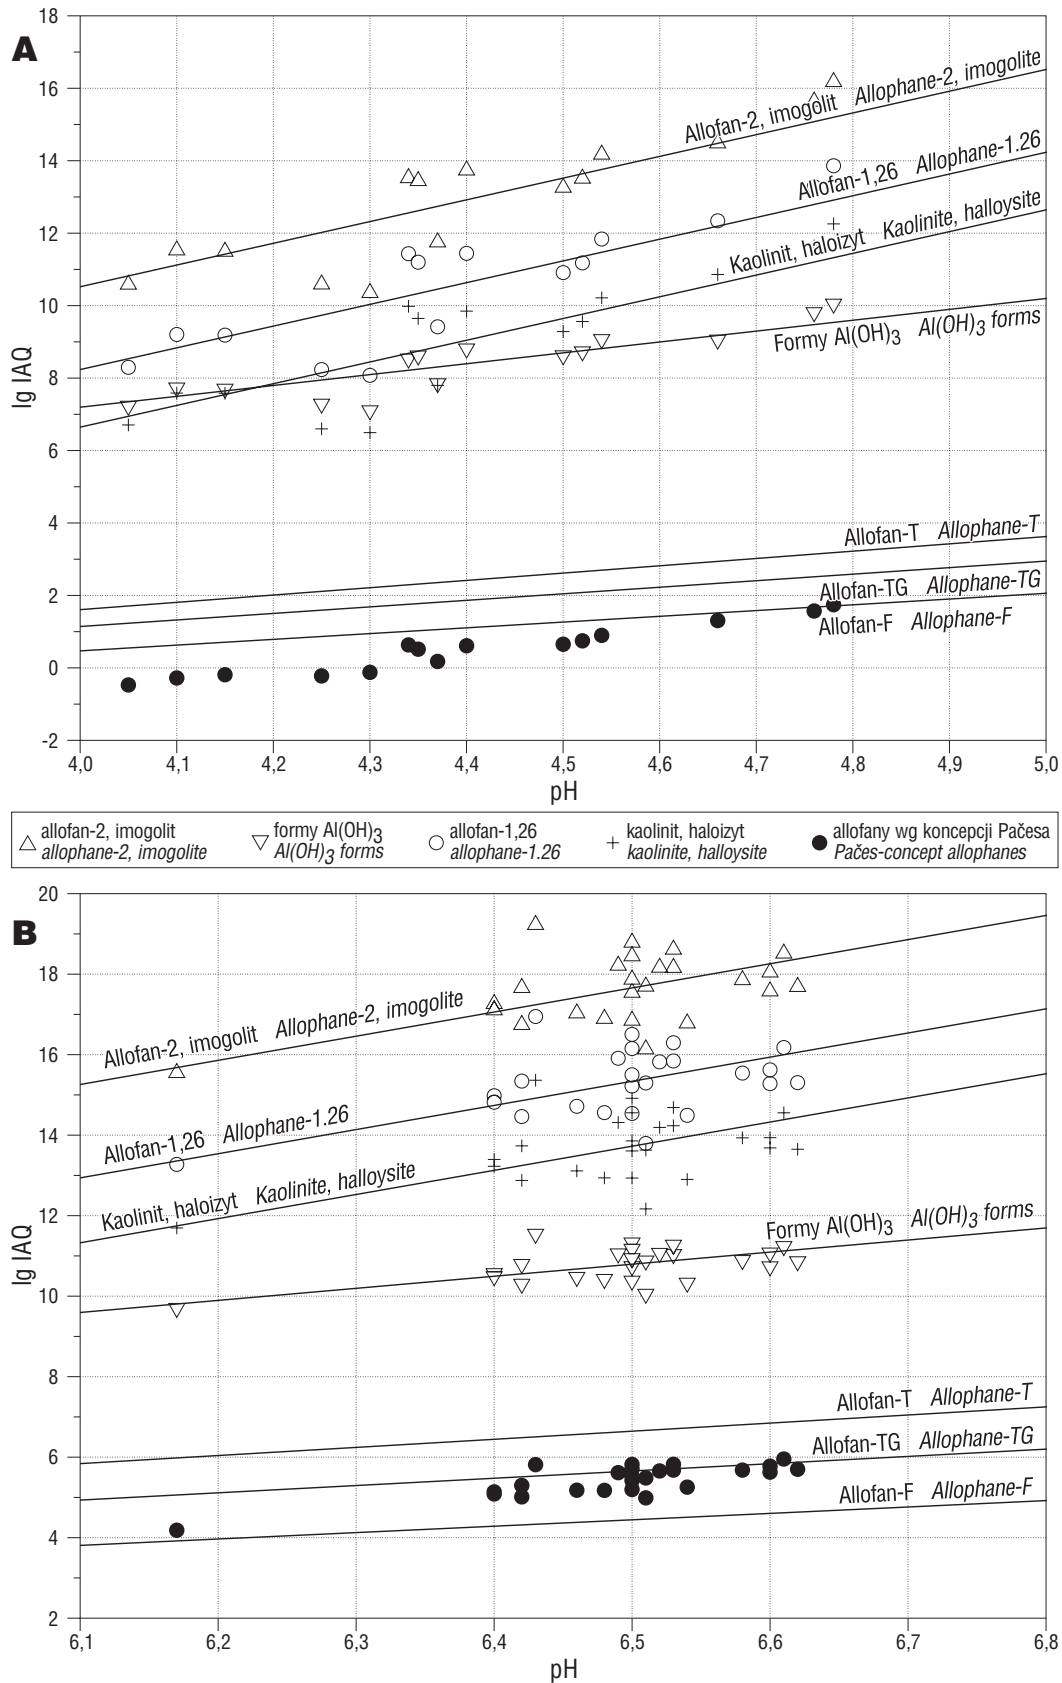 A
18
16
14
12
10
8
6
4
2
0
-2
lg IAQ
Allofan-2, imogolit Allophane-2, imogolite
Allofan-1,26 Allophane-1.26
Kaolinit, haloizyt Kaolinite, halloysite
Formy Al(OH)3 Al(OH)3 forms
Allofan-T Allophane-T
Allofan-TG Allophane-TG
Allofan-F Allophane-F
4,0 4,1 4,2 4,3 4,4 4,5 4,6 4,7 4,8 4,9 5,0
pH
allofan-2, imogolit formy Al(OH)3 allofan-1,26 kaolinit, haloizyt allofany wg koncepcji Pačesa
allophane-2, imogolite Al(OH)3 forms allophane-1.26 kaolinite, halloysite Pačes-concept allophanes
B
20
18
16
14
12
10
8
6
4
2
lg IAQ
Allofan-2, imogolit Allophane-2, imogolite
Allofan-1,26 Allophane-1.26
Kaolinit, haloizyt Kaolinite, halloysite
Formy Al(OH)3 Al(OH)3 forms
Allofan-T Allophane-T
Allofan-TG Allophane-TG
Allofan-F Allophane-F
6,1 6,2 6,3 6,4 6,5 6,6 6,7 6,8
pH